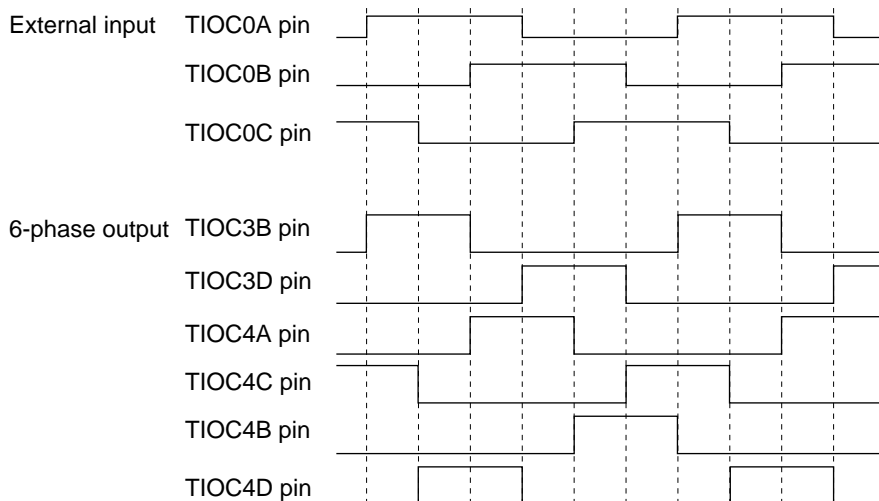 External input TIOC0A pin
TIOC0B pin
TIOC0C pin
6-phase output TIOC3B pin
TIOC3D pin
TIOC4A pin
TIOC4C pin
TIOC4B pin
TIOC4D pin